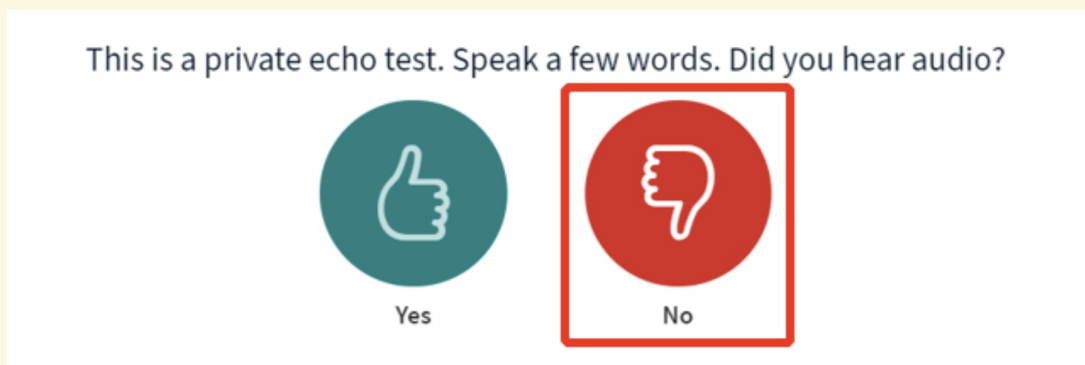 This is a private echo test. Speak a few words. Did you hear audio?
Yes
No